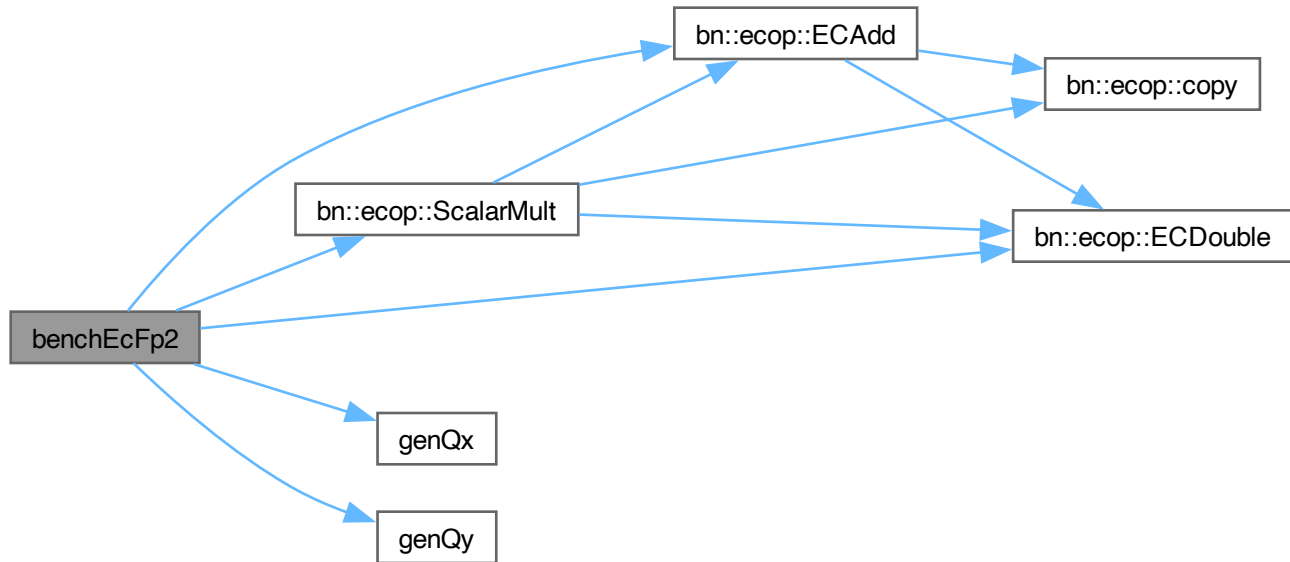 bn::ecop::ECAdd
bn::ecop::copy
bn::ecop::ScalarMult
bn::ecop::ECDouble
benchEcFp2
genQx
genQy